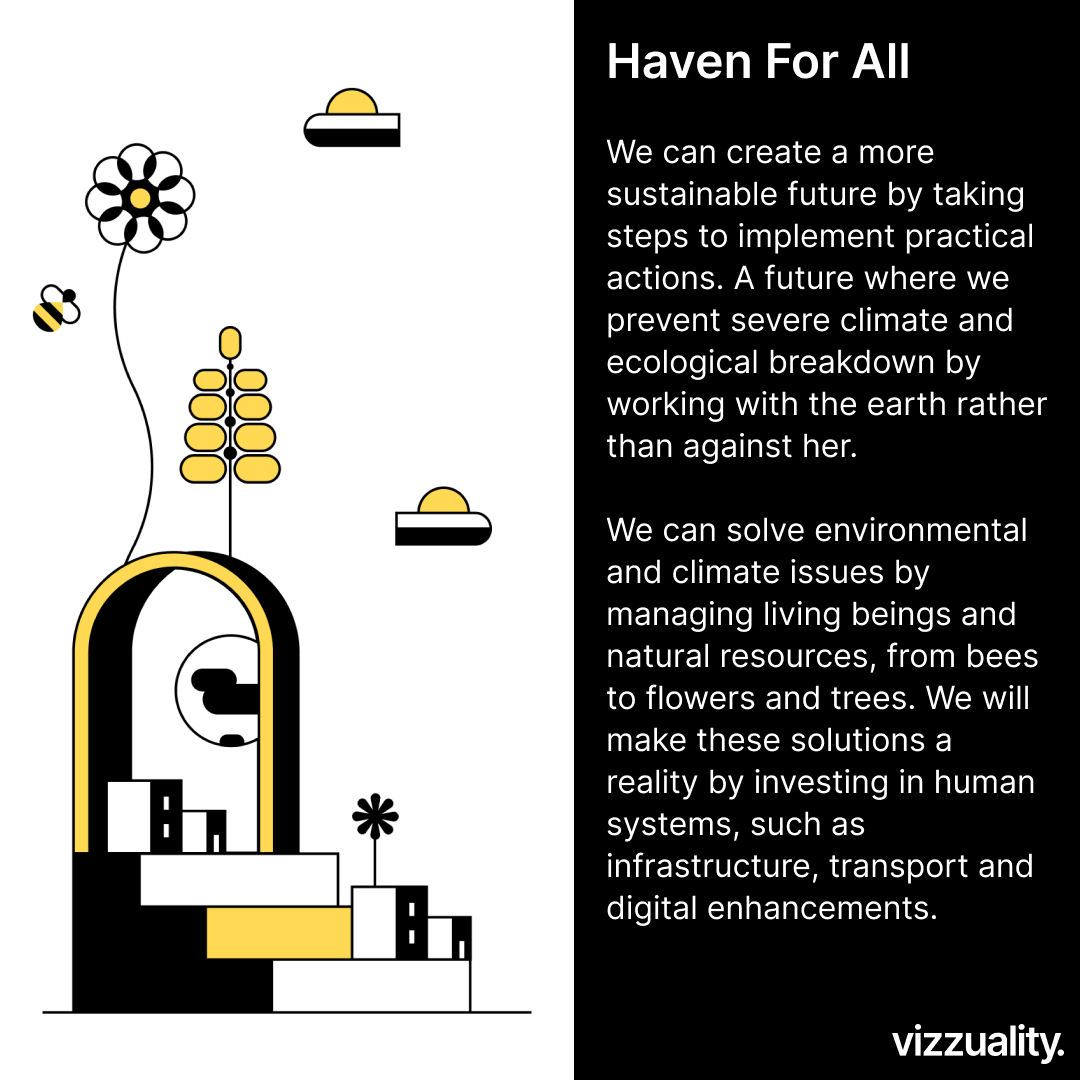 Haven For All
We can create a more
sustainable future by taking
steps to implement practical
actions. A future where we
prevent severe climate and
ecological breakdown by
working with the earth rather
than against her.
We can solve environmental
and climate issues by
managing living beings and
natural resources, from bees
to flowers and trees. We will
make these solutions a
reality by investing in human
systems, such as
infrastructure, transport and
digital enhancements.
vizzuality.